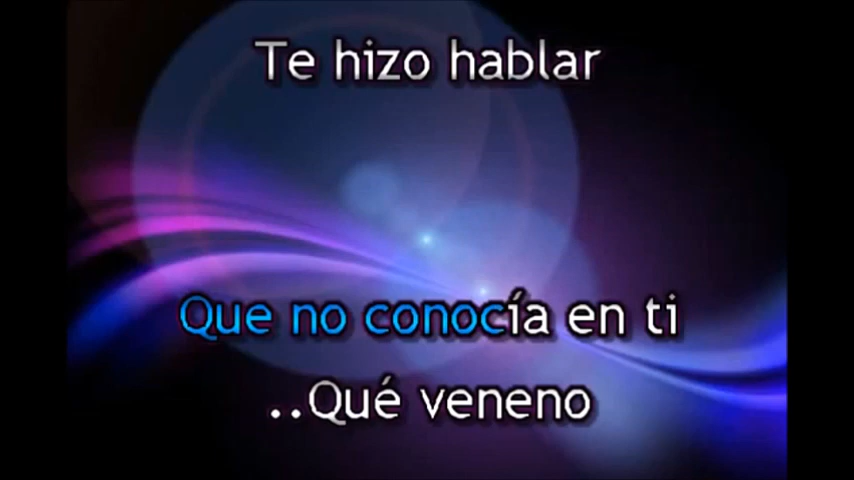 Te hizo hablar
Que no conocía en ti
..Qué veneno